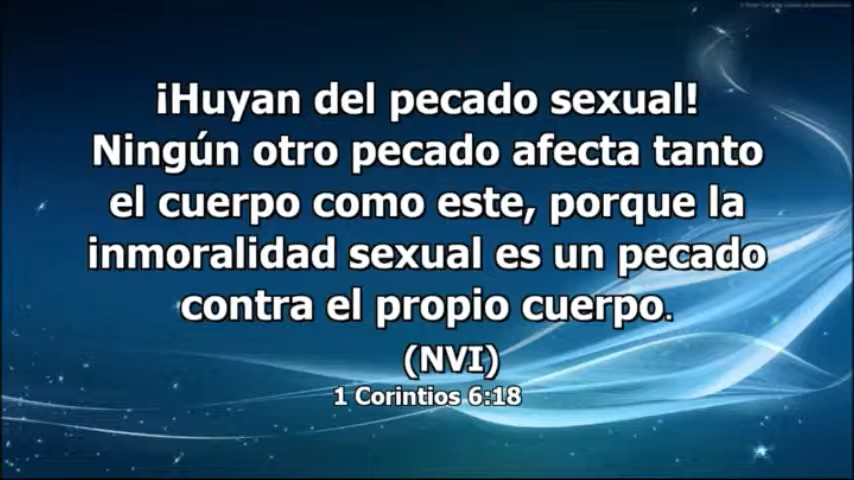 ¡Huyan del pecado sexual!
Ningún otro pecado afecta tanto
el cuerpo como este, porque la
inmoralidad sexual es un pecado
contra el propio cuerpo.
(NVI)
1 Corintios 6:18